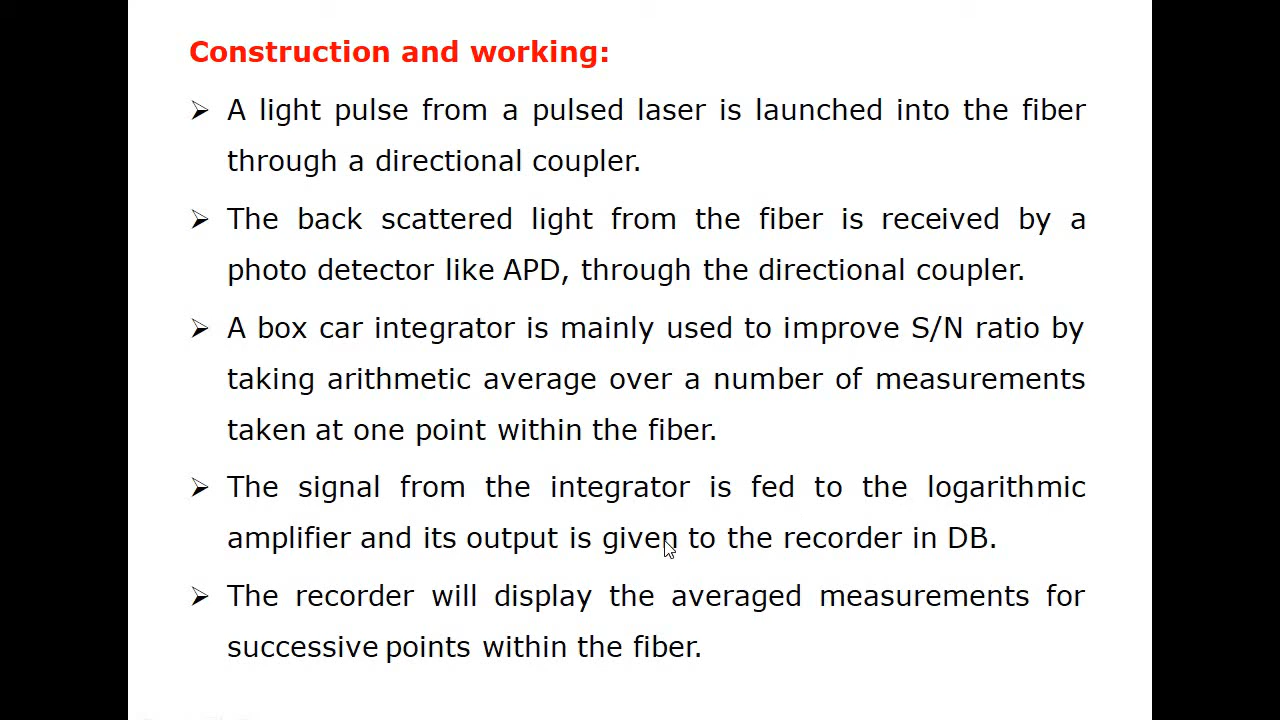 Construction and working:
➢ A light pulse from a pulsed laser is launched into the fiber
through a directional coupler.
➢ The back scattered light from the fiber is received by a
photo detector like APD, through the directional coupler.
➢ A box car integrator is mainly used to improve S/N ratio by
taking arithmetic average over a number of measurements
taken at one point within the fiber.
➢ The signal from the integrator is fed to the logarithmic
amplifier and its output is given to the recorder in DB.
➢ The recorder will display the averaged measurements for
successive points within the fiber.